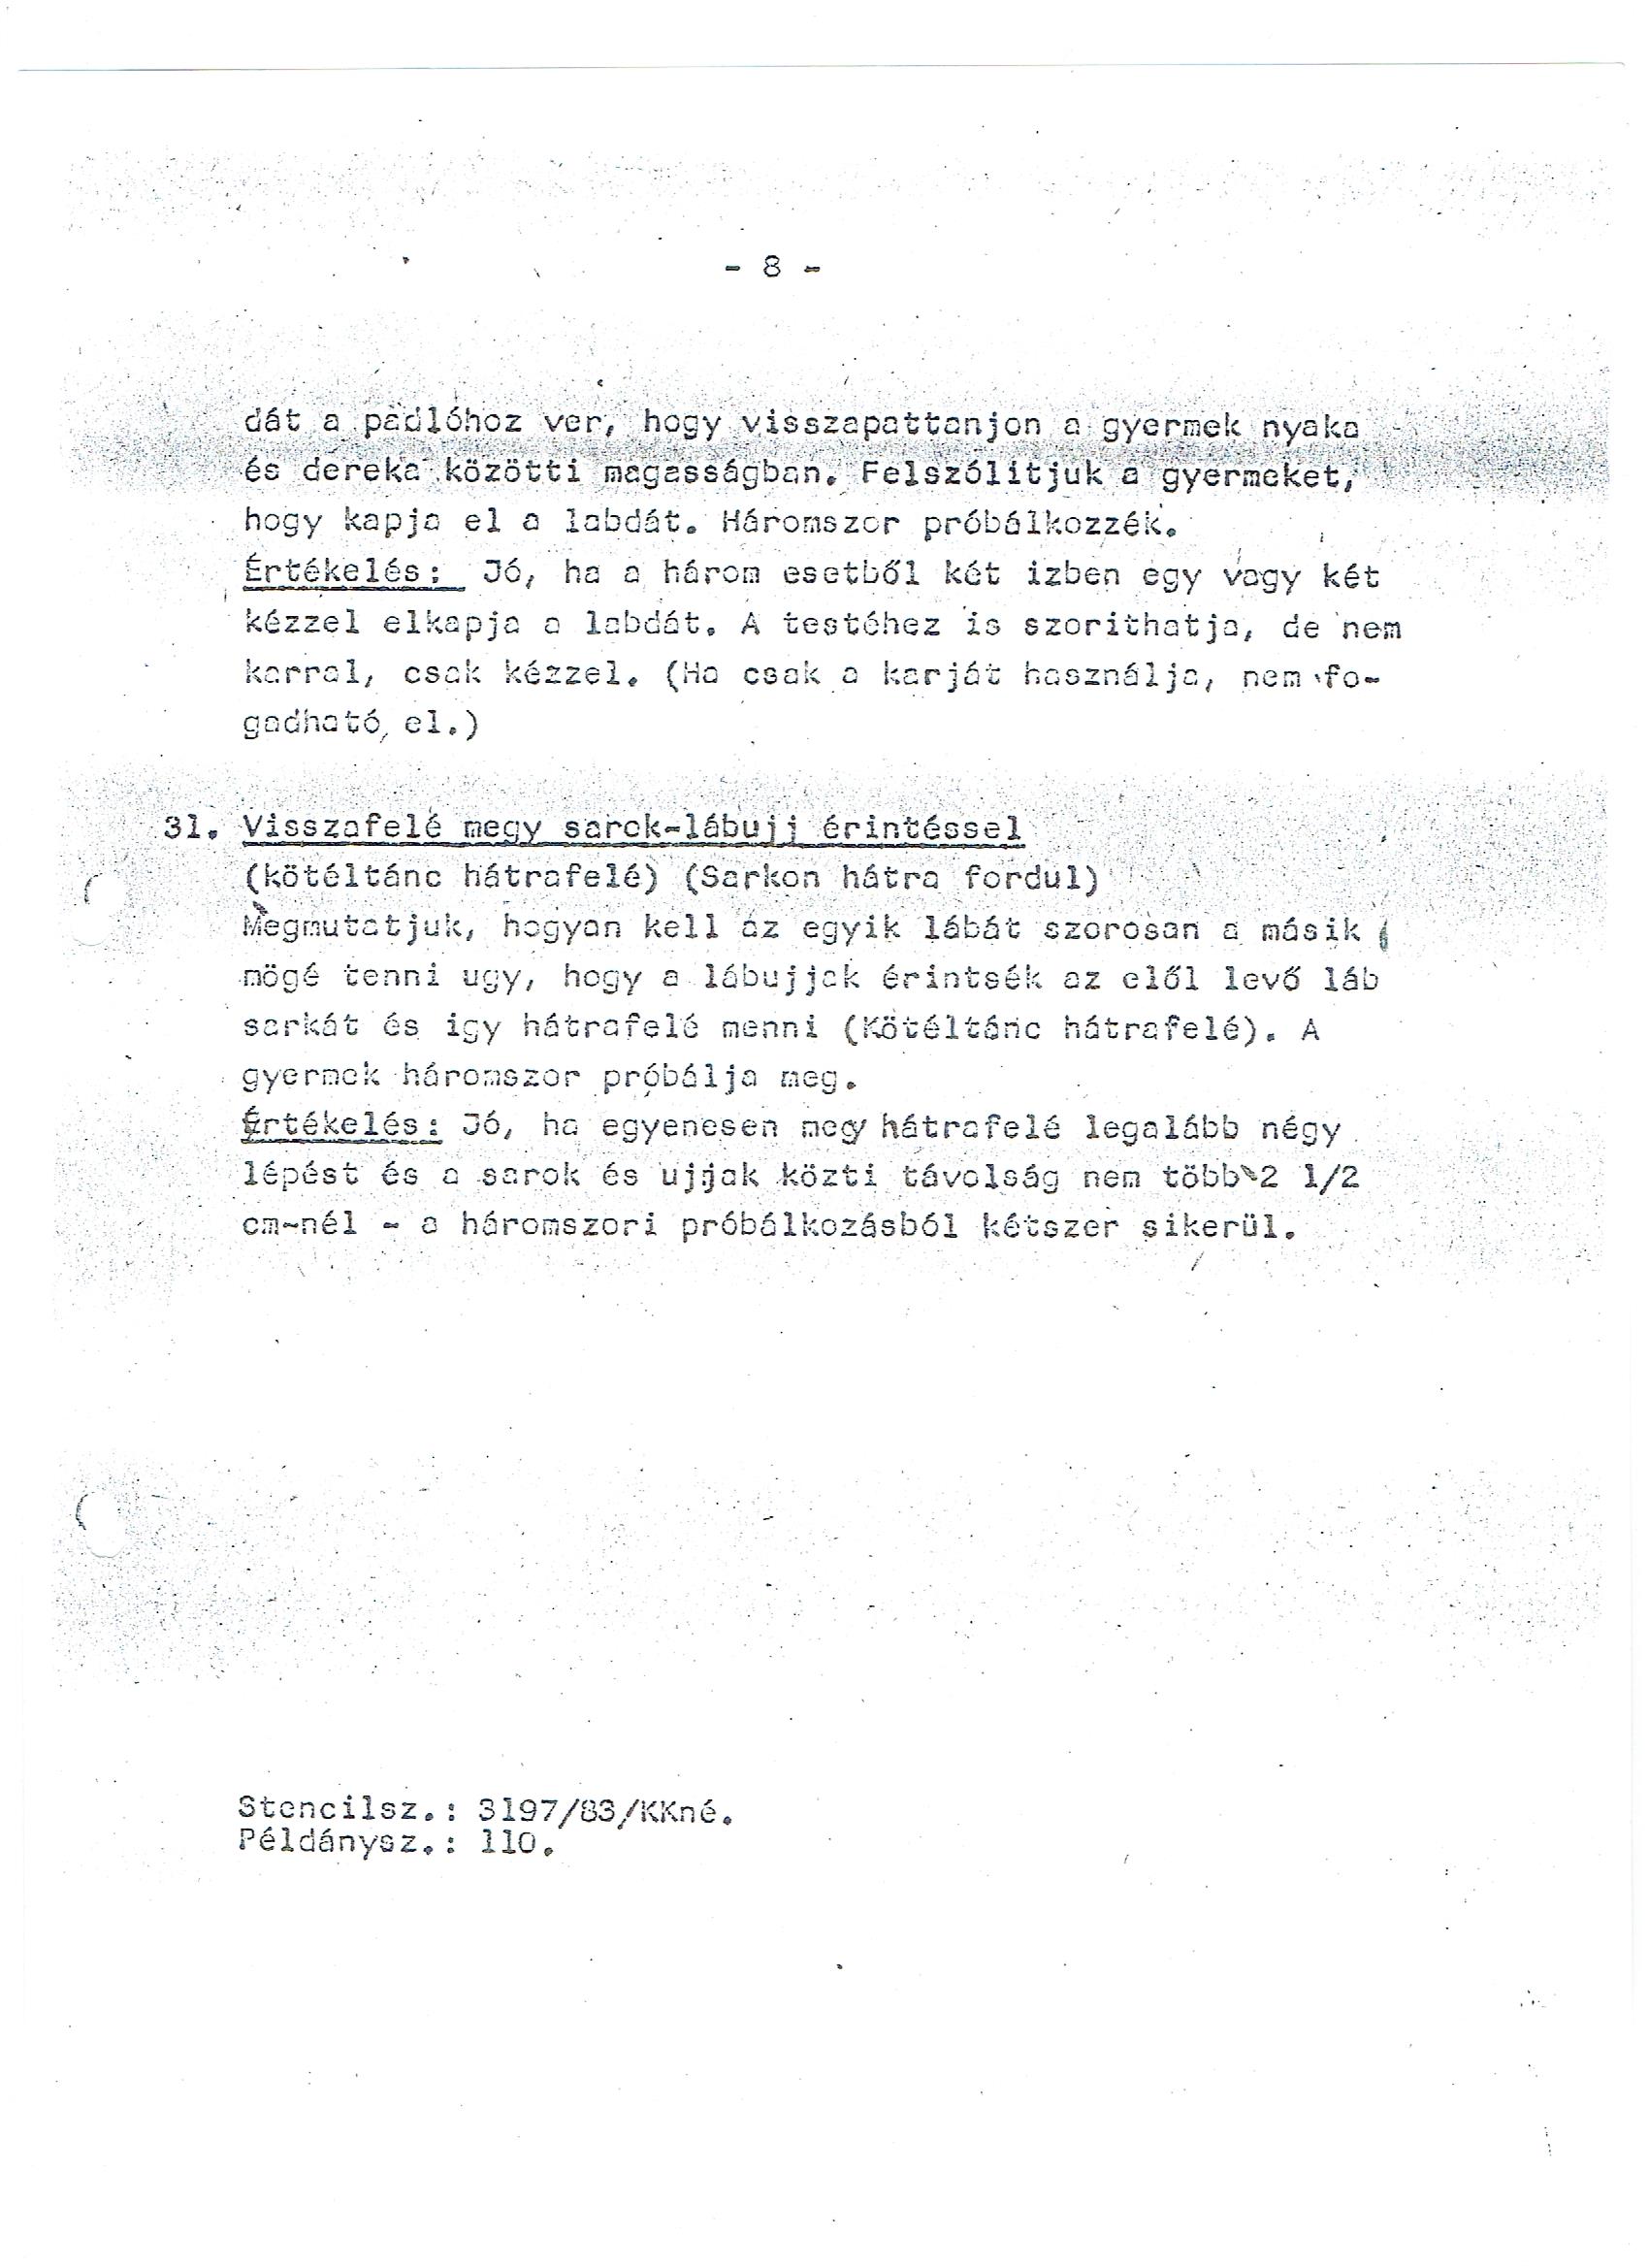 - 8 -
dát a padlóhoz ver, hogy visszapattanjon a gyermek nyaka
és dereka közötti magasságban. Felszólitjuk a gyermeket,
hogy kapja el a labdát. Háromszor próbálkozzék.
Értékelés: Jó, ha a három esetből két izben egy vagy két
kézzel elkapja a labdát. A testéhez is szorithatja, de nem
karral, csak kézzel. (Ha csak a karját használja, nem fo-
gadható el.)
31. Visszafelé megy sarok-lábujj érintéssel
(kötéltánc hátrafelé) (Sarkon hátra fordul)
Megmutatjuk, hogyan kell az egyik lábát szorosan a másik
mögé tenni ugy, hogy a lábujjak érintsék az elől levő láb
sarkát és igy hátrafelé menni (Kötéltánc hátrafelé). A
gyermek háromszor próbálja meg.
Értékelés: Jó, ha egyenesen megy hátrafelé legalább négy
lépést és a sarok és ujjak közti távolság nem több 2 1/2
cm-nél - a háromszori próbálkozásból kétszer sikerül.
Stencilsz.: 3197/83/KKné.
Példánysz.: 110.